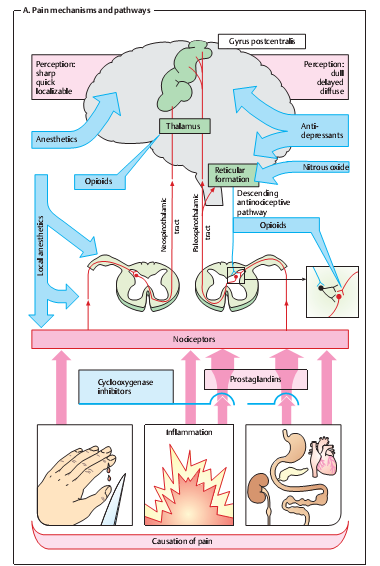 A. Pain mechanisms and pathways
Gyrus postcentralis
Perception:
sharp
quick
localizable
Perception:
dull
delayed
diffuse
Thalamus
Anesthetics
Anti-
depressants
Opioids
Reticular
formation
Nitrous oxide
Descending
antinociceptive
pathway
Opioids
Local anesthetics
Neospinothalamic
tract
Paleospinothalamic
tract
Nociceptors
Cyclooxygenase
inhibitors
Prostaglandins
Inflammation
Causation of pain